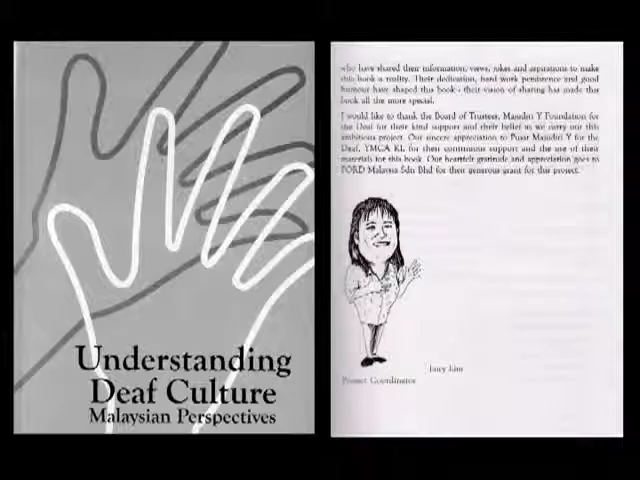 Understanding
Deaf Culture
Malaysian Perspectives
who have shared their information, views, jokes and aspirations to make
this book a reality. Their dedication, hard work persistence and good
humour have shaped this book - their vision of sharing has made this
book all the more special.
I would like to thank the Board of Trustees, Mandiri Y Foundation for
the Deaf for their kind support and their belief as we carry out this
ambitious project. Our sincere appreciation to Pusat Mandiri Y for the
Deaf, YMCA KL for their continuous support and the use of their
materials for this book. Our heartfelt gratitude and appreciation goes to
FORD Malaysia Sdn Bhd for their generous grant for this project.
Lucy Lim
Project Coordinator